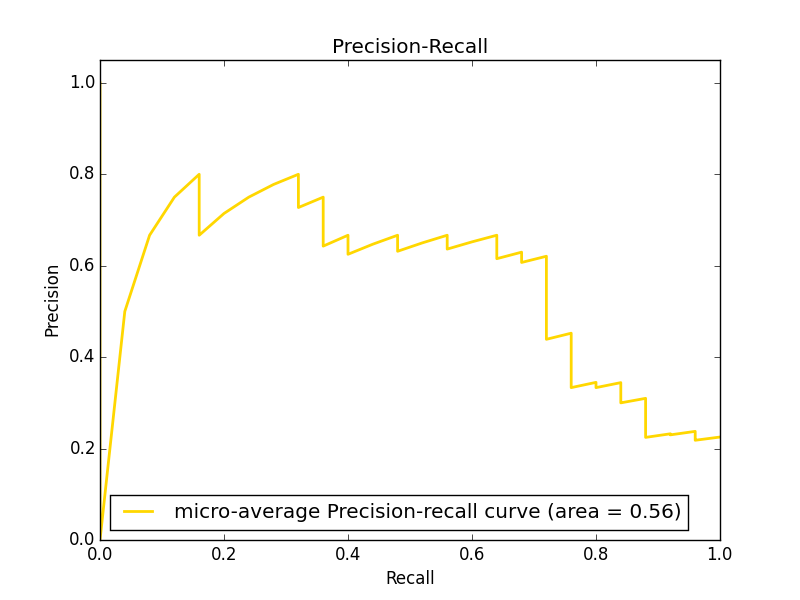 Precision-Recall
1.0
0.8
0.6
0.4
0.2
0.0
Precision
micro-average Precision-recall curve (area = 0.56)
0.0 0.2 0.4 0.6 0.8 1.0
Recall